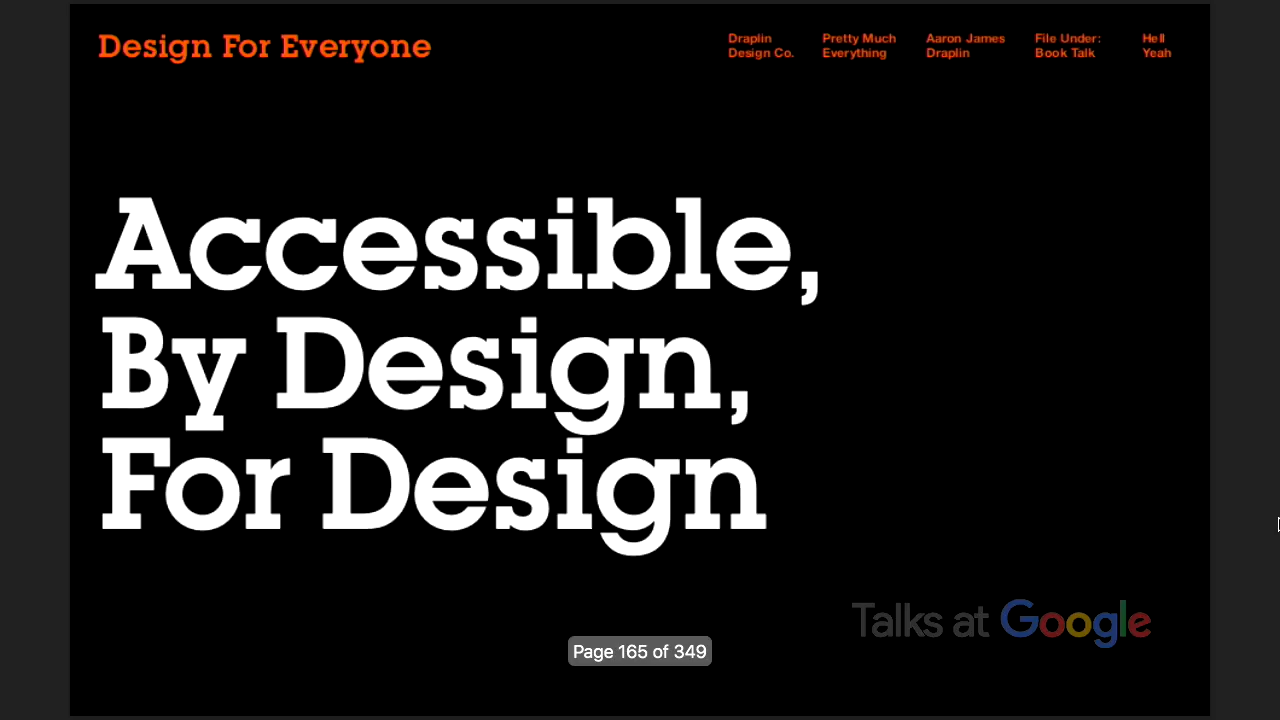 Design For Everyone
Draplin
Design Co.
Pretty Much
Everything
Aaron James
Draplin
File Under:
Book Talk
Hell
Yeah
Accessible,
By Design,
For Design
Talks at Google
Page 165 of 349